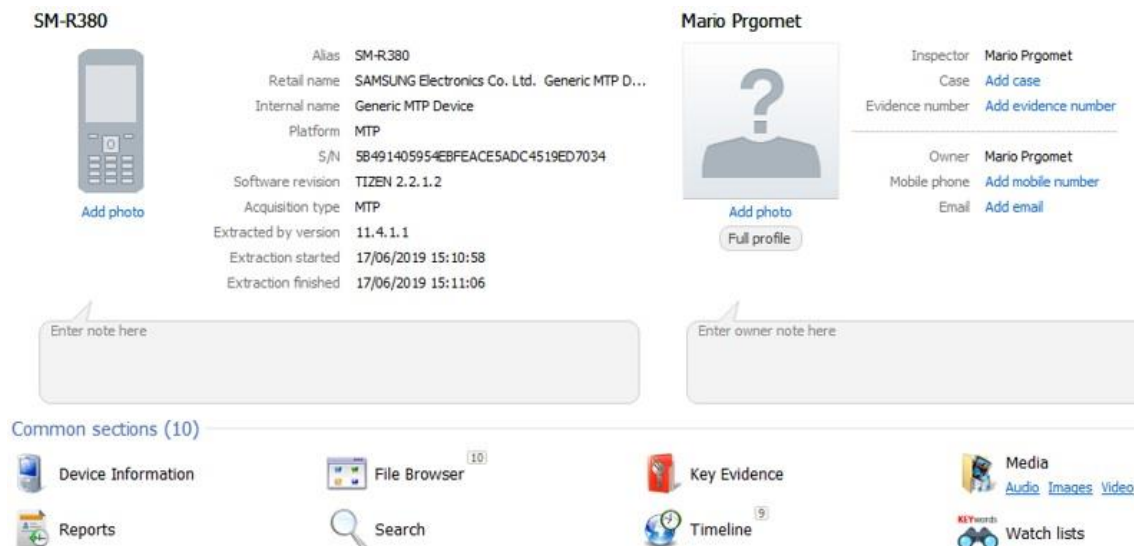 SM-R380
Alias SM-R380
Retail name SAMSUNG Electronics Co. Ltd. Generic MTP D...
Internal name Generic MTP Device
Platform MTP
S/N 5B491405954EBFEACE5ADC4519ED7034
Software revision TIZEN 2.2.1.2
Acquisition type MTP
Extracted by version 11.4.1.1
Extraction started 17/06/2019 15:10:58
Extraction finished 17/06/2019 15:11:06
Add photo
Enter note here
Mario Prgomet
Inspector Mario Prgomet
Case Add case
Evidence number Add evidence number
Owner Mario Prgomet
Mobile phone Add mobile number
Email Add email
Add photo
Full profile
Enter owner note here
Common sections (10)
Device Information
File Browser 10
Key Evidence
Media
Audio Images Video
Reports
Search
Timeline 9
KEYwords
Watch lists